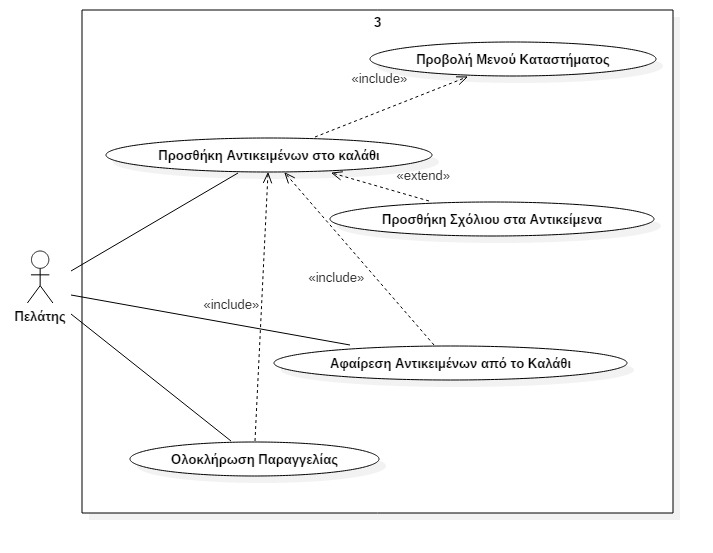 3
Προβολή Μενού Καταστήματος
«include»
Προσθήκη Αντικειμένων στο καλάθι
«extend»
Προσθήκη Σχόλιου στα Αντικείμενα
«include»
«include»
Πελάτης
Αφαίρεση Αντικειμένων από το Καλάθι
Ολοκλήρωση Παραγγελίας